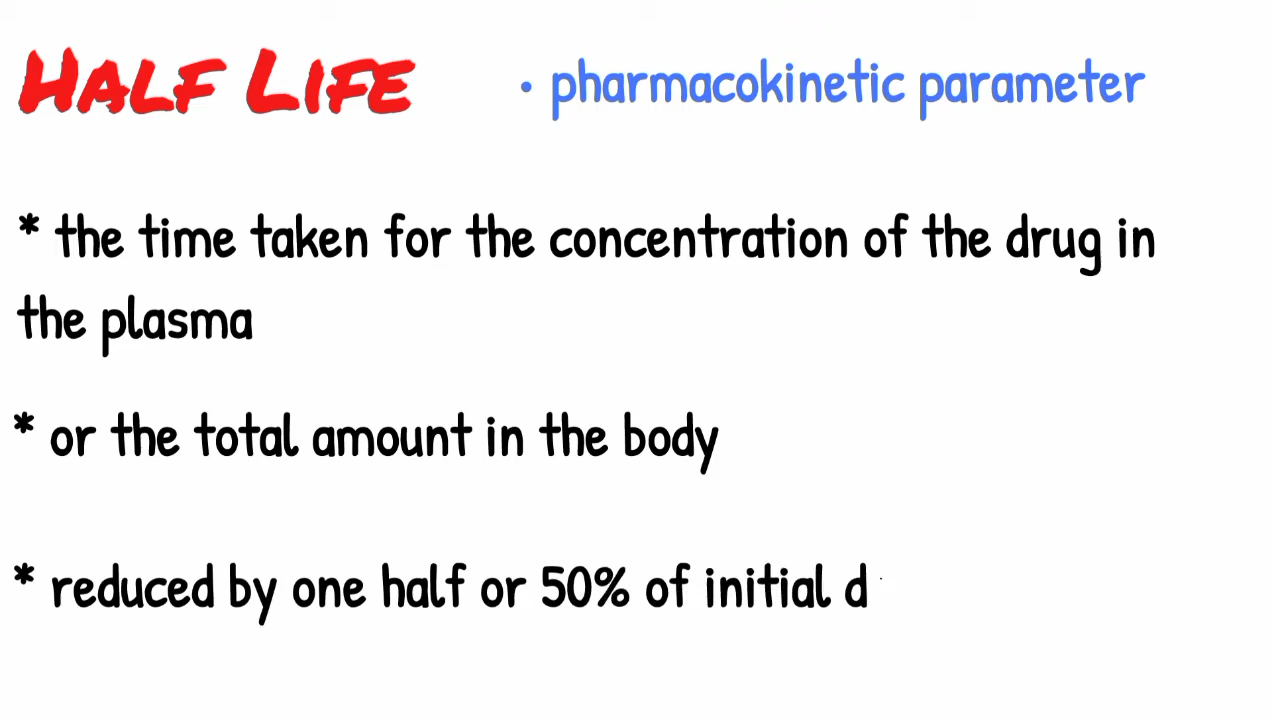 HALF LIFE
• pharmacokinetic parameter
* the time taken for the concentration of the drug in
the plasma
* or the total amount in the body
* reduced by one half or 50% of initial d